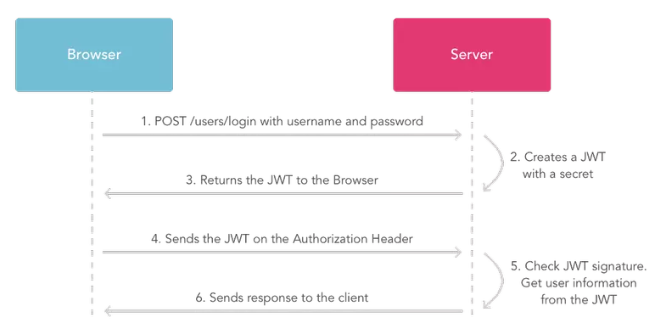 Browser
Server
1. POST /users/login with username and password
2. Creates a JWT
with a secret
3. Returns the JWT to the Browser
4. Sends the JWT on the Authorization Header
5. Check JWT signature.
Get user information
from the JWT
6. Sends response to the client